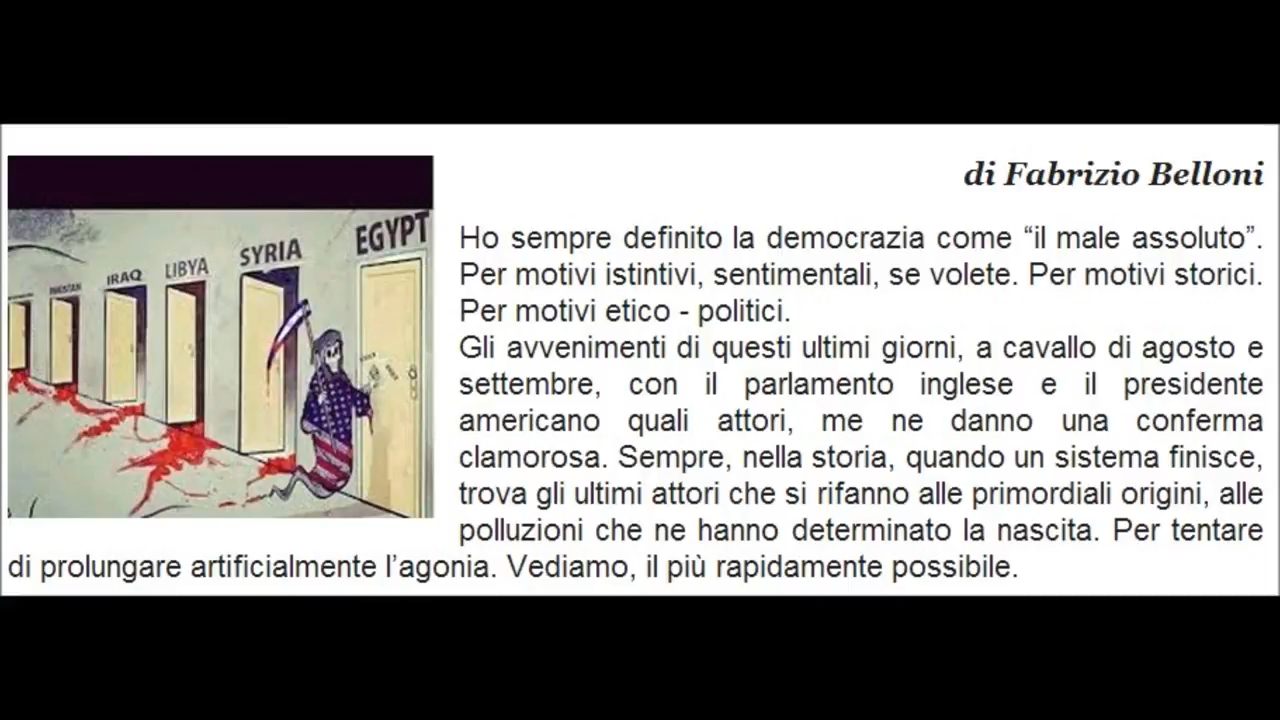 di Fabrizio Belloni
IRAQ
LIBYA
SYRIA
EGYPT
Ho sempre definito la democrazia come “il male assoluto”.
Per motivi istintivi, sentimentali, se volete. Per motivi storici.
Per motivi etico - politici.
Gli avvenimenti di questi ultimi giorni, a cavallo di agosto e
settembre, con il parlamento inglese e il presidente
americano quali attori, me ne danno una conferma
clamorosa. Sempre, nella storia, quando un sistema finisce,
trova gli ultimi attori che si rifanno alle primordiali origini, alle
polluzioni che ne hanno determinato la nascita. Per tentare
di prolungare artificialmente l’agonia. Vediamo, il più rapidamente possibile.